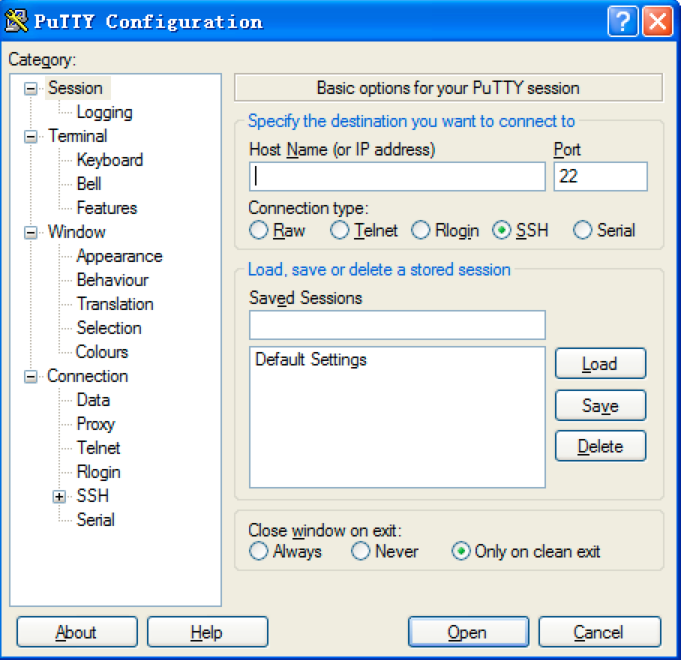 PuTTY Configuration
Category:
Session
Logging
Terminal
Keyboard
Bell
Features
Window
Appearance
Behaviour
Translation
Selection
Colours
Connection
Data
Proxy
Telnet
Rlogin
SSH
Serial
Basic options for your PuTTY session
Specify the destination you want to connect to
Host Name (or IP address) Port
22
Connection type:
Raw Telnet Rlogin SSH Serial
Load, save or delete a stored session
Saved Sessions
Default Settings
Load
Save
Delete
Close window on exit:
Always Never Only on clean exit
About Help Open Cancel